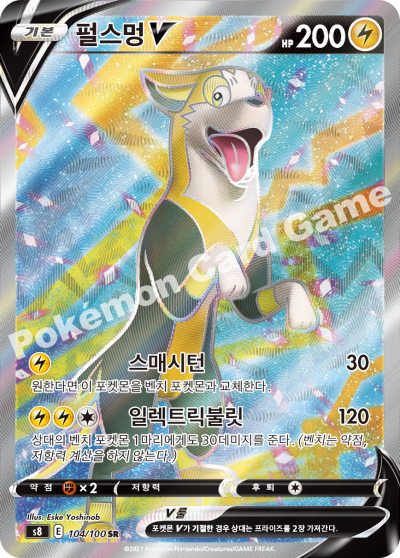 기본 펄스멍 V HP 200
Pokémon Card Game
스매시턴 30
원한다면 이 포켓몬을 벤치 포켓몬과 교체한다.
일렉트릭불릿 120
상대의 벤치 포켓몬 1마리에게도 30데미지를 준다. (벤치는 약점,
저항력 계산을 하지 않는다.)
약점 ×2 저항력 후퇴
Illus. Eske Yoshinob
V룰
s8 E 104/100 SR
포켓몬 V가 기절한 경우 상대는 프라이즈를 2장 가져간다.
©2021 Pokémon/Nintendo/Creatures/GAME FREAK.